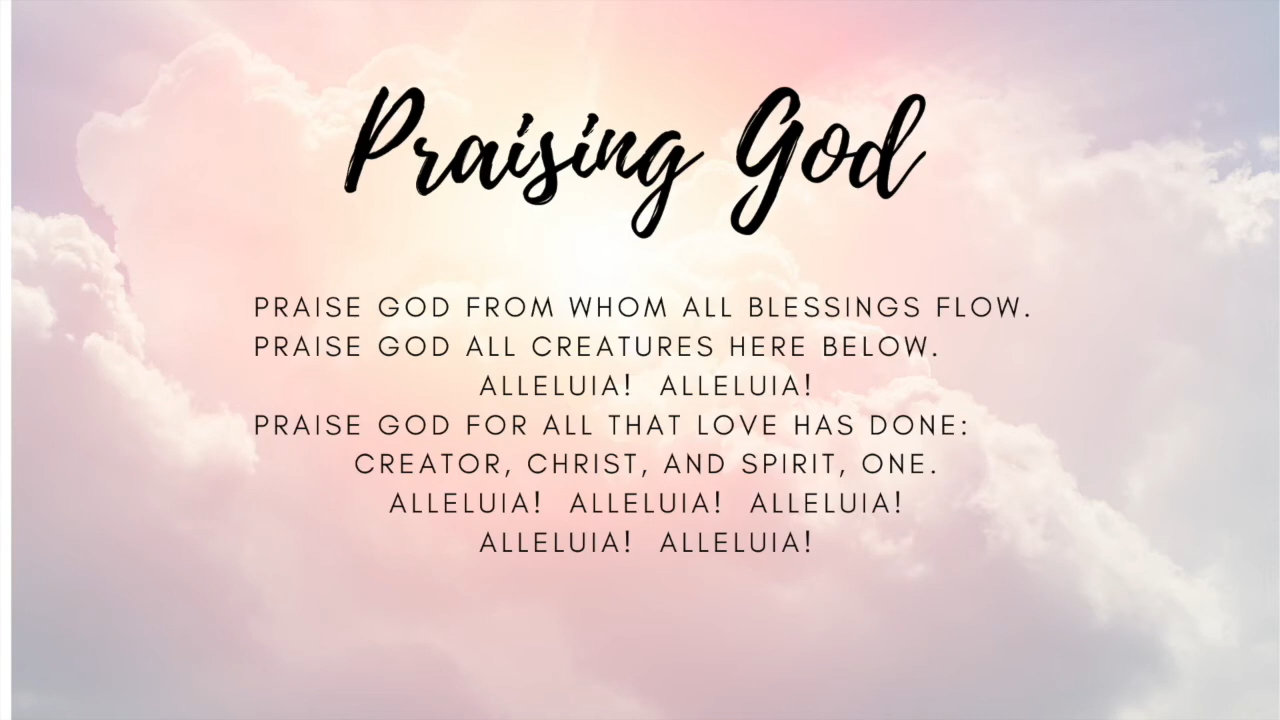 Praising God
PRAISE GOD FROM WHOM ALL BLESSINGS FLOW.
PRAISE GOD ALL CREATURES HERE BELOW.
ALLELUIA! ALLELUIA!
PRAISE GOD FOR ALL THAT LOVE HAS DONE:
CREATOR, CHRIST, AND SPIRIT, ONE.
ALLELUIA! ALLELUIA! ALLELUIA!
ALLELUIA! ALLELUIA!